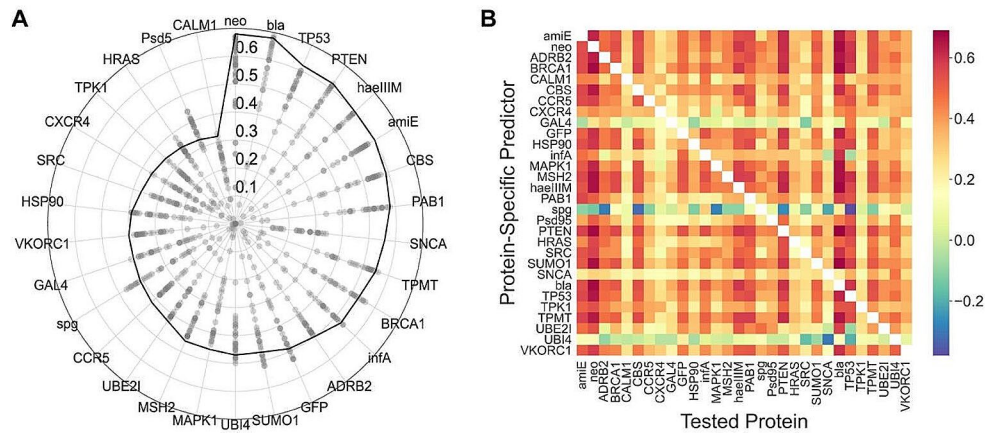 A
neo
bla
TP53
PTEN
haeIIIM
amiE
CBS
PAB1
SNCA
TPMT
BRCA1
infA
ADRB2
GFP
SUMO1
UBI4
MAPK1
MSH2
UBE2I
CCR5
spg
GAL4
VKORC1
HSP90
SRC
CXCR4
TPK1
HRAS
Psd5
CALM1
0.6
0.5
0.4
0.3
0.2
0.1
B
Protein-Specific Predictor
amiE
neo
ADRB2
BRCA1
CALM1
CBS
CCR5
CXCR4
GAL4
GFP
HSP90
infA
MAPK1
MSH2
haeIIIM
PAB1
spg
Psd95
PTEN
HRAS
SRC
SUMO1
SNCA
bla
TP53
TPK1
TPMT
UBE2I
UBI4
VKORC1
amiE
neo
ADRB2
BRCA1
CALM1
CBS
CCR5
CXCR4
GAL4
GFP
HSP90
infA
MAPK1
MSH2
haeIIIM
PAB1
spg
Psd95
PTEN
HRAS
SRC
SUMO1
SNCA
bla
TP53
TPK1
TPMT
UBE2I
UBI4
VKORC1
Tested Protein
0.6
0.4
0.2
0.0
−0.2